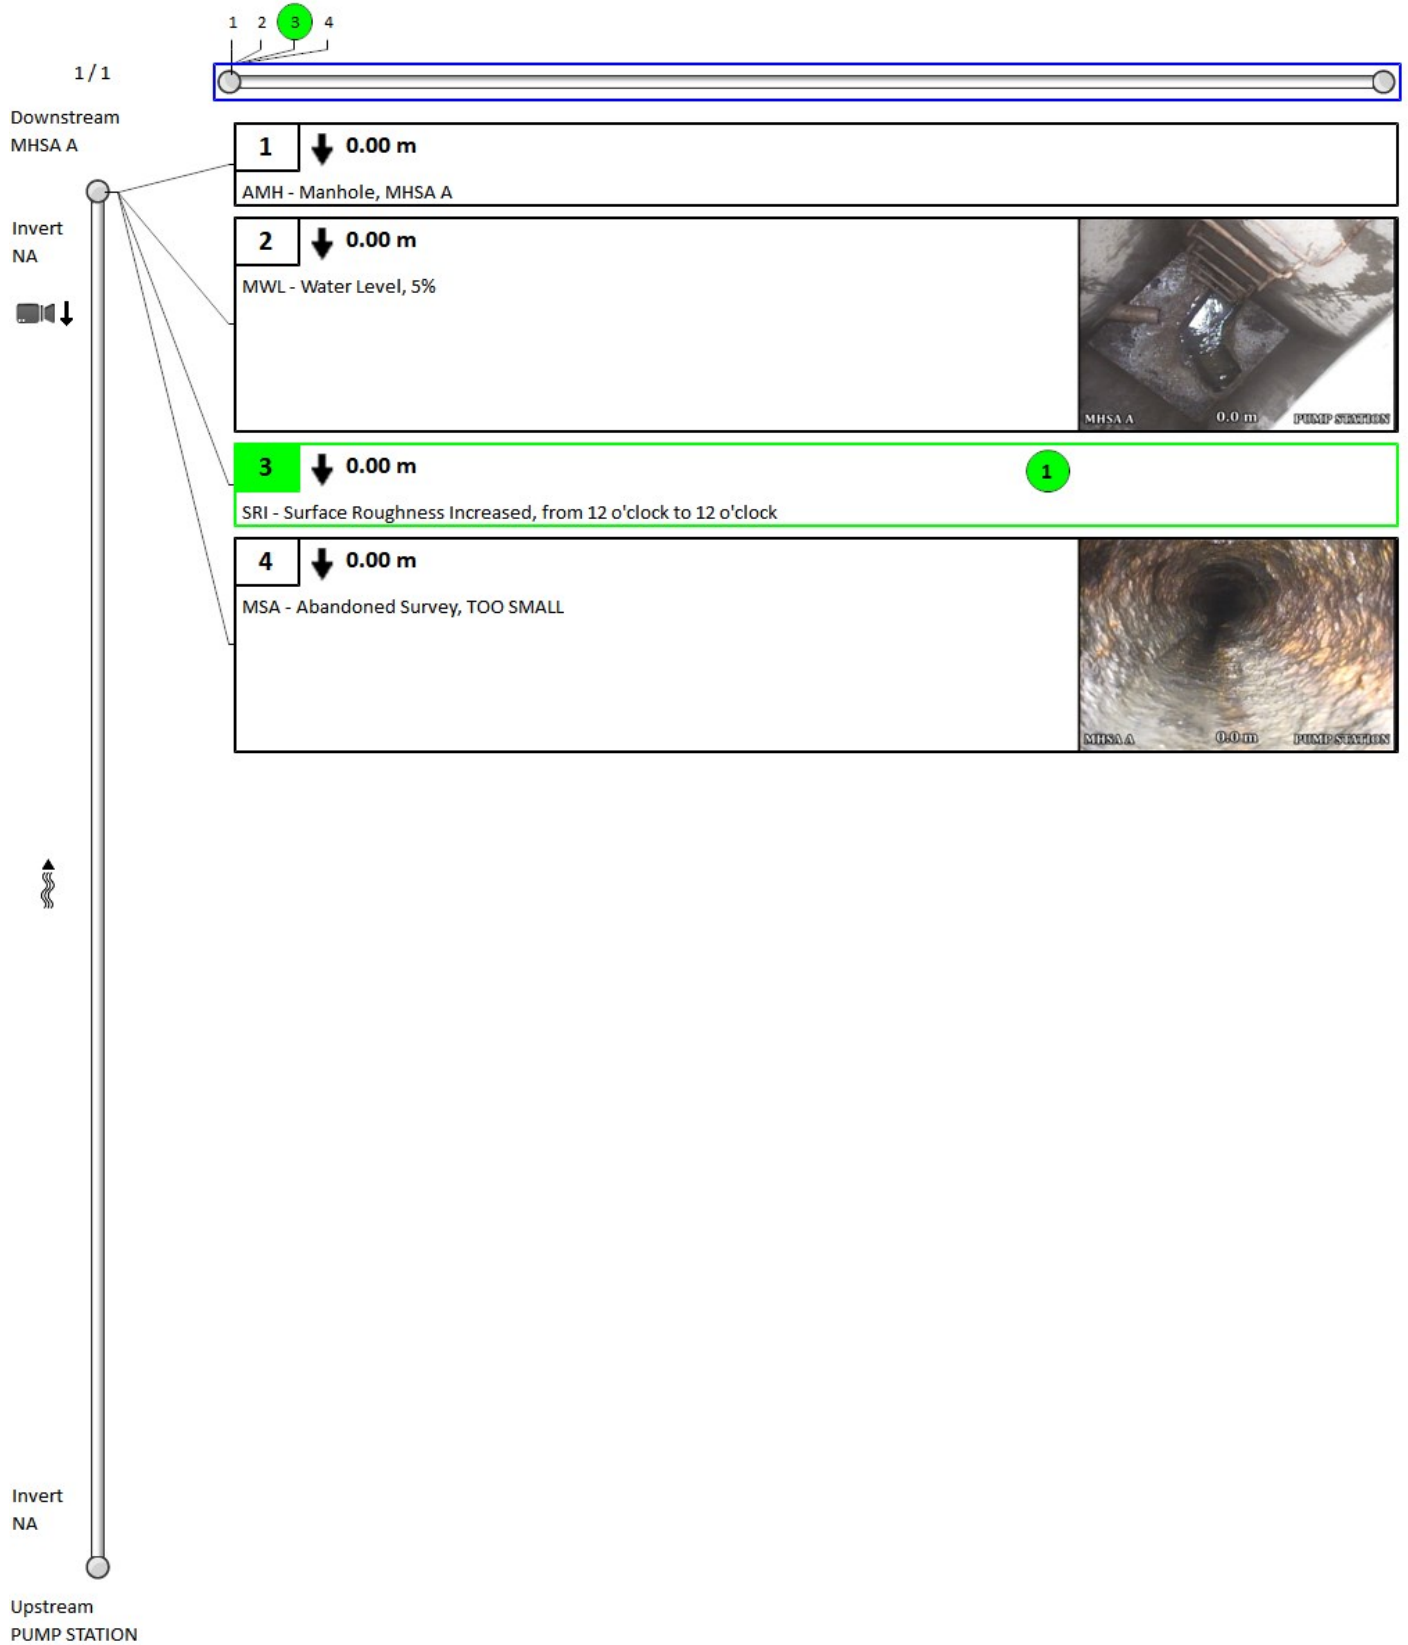 1 2 3 4
1 / 1
Downstream
MHSA A
1 0.00 m
AMH - Manhole, MHSA A
Invert
NA
2 0.00 m
MWL - Water Level, 5%
MHSA A 0.0 m PUMP STATION
3 0.00 m 1
SRI - Surface Roughness Increased, from 12 o'clock to 12 o'clock
4 0.00 m
MSA - Abandoned Survey, TOO SMALL
MHSA A 0.0 m PUMP STATION
Invert
NA
Upstream
PUMP STATION